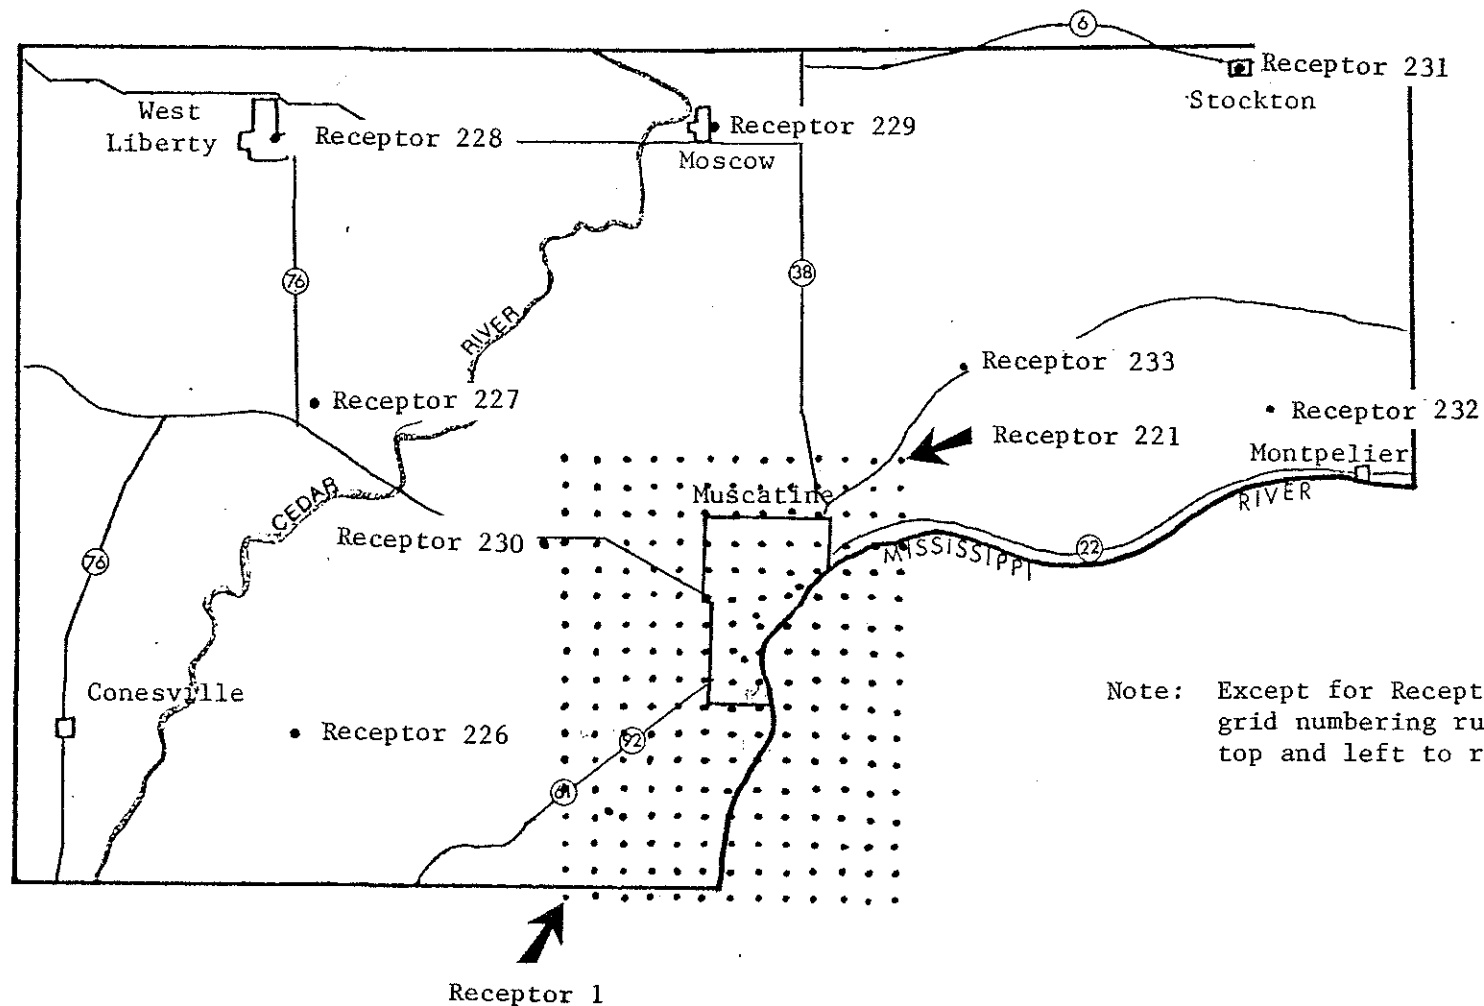 6
Receptor 231
Stockton
West
Liberty
Receptor 228
Receptor 229
Moscow
76
38
RIVER
Receptor 233
Receptor 227
Receptor 232
Receptor 221
Montpelier
Muscatine
CEDAR
RIVER
Receptor 230
MISSISSIPPI
22
76
Conesville
Receptor 226
92
61
Note: Except for Recept
grid numbering ru
top and left to r
Receptor 1